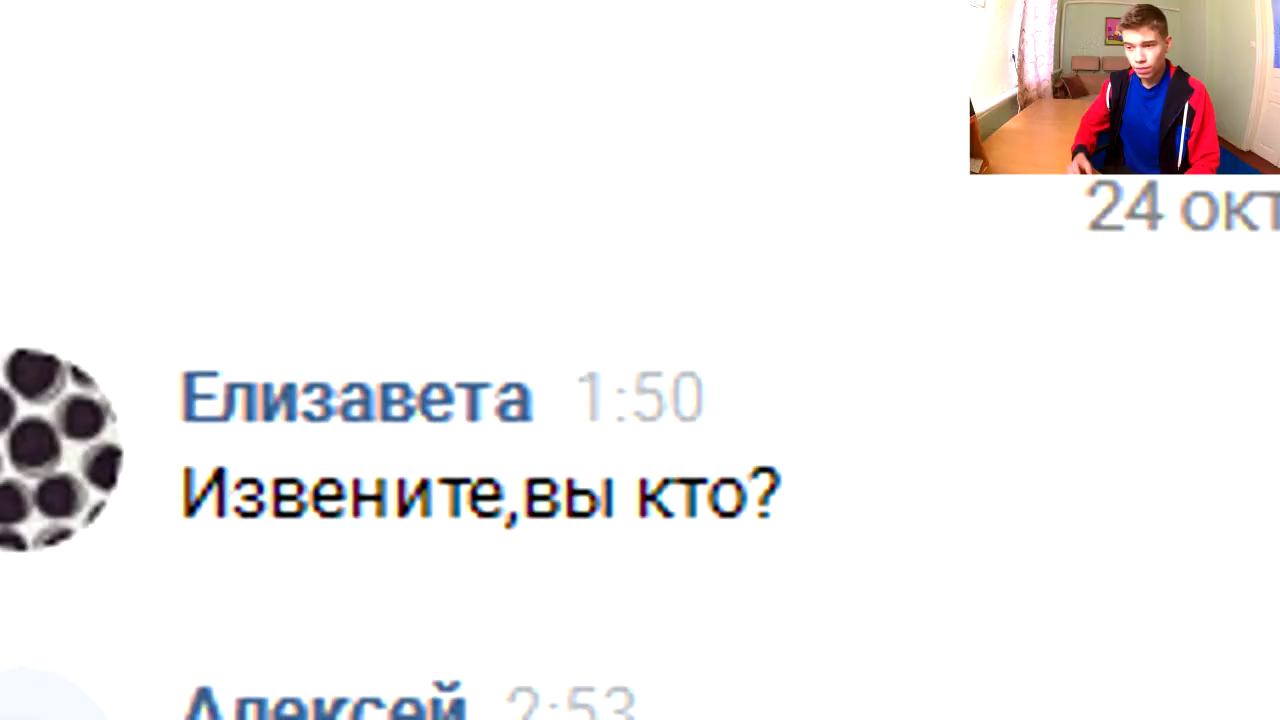 24 окт
Елизавета 1:50
Извените,вы кто?
Алексей 2:53